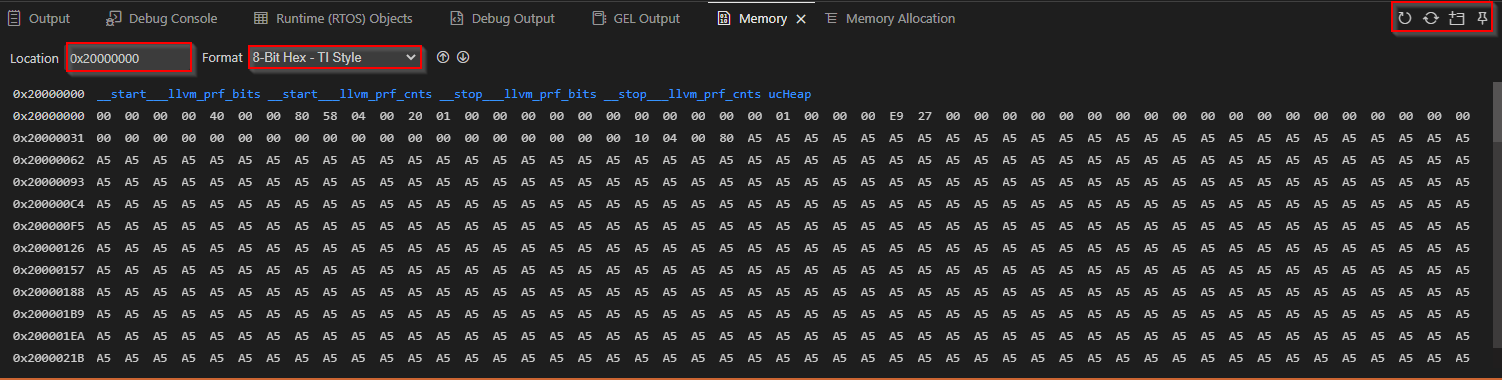 Output Debug Console Runtime (RTOS) Objects Debug Output GEL Output Memory Memory Allocation
Location 0x20000000 Format 8-Bit Hex - TI Style
0x20000000 __start___llvm_prf_bits __start___llvm_prf_cnts __stop___llvm_prf_bits __stop___llvm_prf_cnts ucHeap
0x20000000 00 00 00 00 40 00 00 80 58 04 00 20 01 00 00 00 00 00 00 00 00 00 00 00 01 00 00 00 E9 27 00 00 00 00 00 00 00 00 00 00 00 00 00 00 00 00 00 00 00
0x20000031 00 00 00 00 00 00 00 00 00 00 00 00 00 00 00 00 00 00 00 10 04 00 80 A5 A5 A5 A5 A5 A5 A5 A5 A5 A5 A5 A5 A5 A5 A5 A5 A5 A5 A5 A5 A5 A5 A5 A5 A5 A5
0x20000062 A5 A5 A5 A5 A5 A5 A5 A5 A5 A5 A5 A5 A5 A5 A5 A5 A5 A5 A5 A5 A5 A5 A5 A5 A5 A5 A5 A5 A5 A5 A5 A5 A5 A5 A5 A5 A5 A5 A5 A5 A5 A5 A5 A5 A5 A5 A5 A5 A5
0x20000093 A5 A5 A5 A5 A5 A5 A5 A5 A5 A5 A5 A5 A5 A5 A5 A5 A5 A5 A5 A5 A5 A5 A5 A5 A5 A5 A5 A5 A5 A5 A5 A5 A5 A5 A5 A5 A5 A5 A5 A5 A5 A5 A5 A5 A5 A5 A5 A5 A5
0x200000C4 A5 A5 A5 A5 A5 A5 A5 A5 A5 A5 A5 A5 A5 A5 A5 A5 A5 A5 A5 A5 A5 A5 A5 A5 A5 A5 A5 A5 A5 A5 A5 A5 A5 A5 A5 A5 A5 A5 A5 A5 A5 A5 A5 A5 A5 A5 A5 A5 A5
0x200000F5 A5 A5 A5 A5 A5 A5 A5 A5 A5 A5 A5 A5 A5 A5 A5 A5 A5 A5 A5 A5 A5 A5 A5 A5 A5 A5 A5 A5 A5 A5 A5 A5 A5 A5 A5 A5 A5 A5 A5 A5 A5 A5 A5 A5 A5 A5 A5 A5 A5
0x20000126 A5 A5 A5 A5 A5 A5 A5 A5 A5 A5 A5 A5 A5 A5 A5 A5 A5 A5 A5 A5 A5 A5 A5 A5 A5 A5 A5 A5 A5 A5 A5 A5 A5 A5 A5 A5 A5 A5 A5 A5 A5 A5 A5 A5 A5 A5 A5 A5 A5
0x20000157 A5 A5 A5 A5 A5 A5 A5 A5 A5 A5 A5 A5 A5 A5 A5 A5 A5 A5 A5 A5 A5 A5 A5 A5 A5 A5 A5 A5 A5 A5 A5 A5 A5 A5 A5 A5 A5 A5 A5 A5 A5 A5 A5 A5 A5 A5 A5 A5 A5
0x20000188 A5 A5 A5 A5 A5 A5 A5 A5 A5 A5 A5 A5 A5 A5 A5 A5 A5 A5 A5 A5 A5 A5 A5 A5 A5 A5 A5 A5 A5 A5 A5 A5 A5 A5 A5 A5 A5 A5 A5 A5 A5 A5 A5 A5 A5 A5 A5 A5 A5
0x200001B9 A5 A5 A5 A5 A5 A5 A5 A5 A5 A5 A5 A5 A5 A5 A5 A5 A5 A5 A5 A5 A5 A5 A5 A5 A5 A5 A5 A5 A5 A5 A5 A5 A5 A5 A5 A5 A5 A5 A5 A5 A5 A5 A5 A5 A5 A5 A5 A5 A5
0x200001EA A5 A5 A5 A5 A5 A5 A5 A5 A5 A5 A5 A5 A5 A5 A5 A5 A5 A5 A5 A5 A5 A5 A5 A5 A5 A5 A5 A5 A5 A5 A5 A5 A5 A5 A5 A5 A5 A5 A5 A5 A5 A5 A5 A5 A5 A5 A5 A5 A5
0x2000021B A5 A5 A5 A5 A5 A5 A5 A5 A5 A5 A5 A5 A5 A5 A5 A5 A5 A5 A5 A5 A5 A5 A5 A5 A5 A5 A5 A5 A5 A5 A5 A5 A5 A5 A5 A5 A5 A5 A5 A5 A5 A5 A5 A5 A5 A5 A5 A5 A5